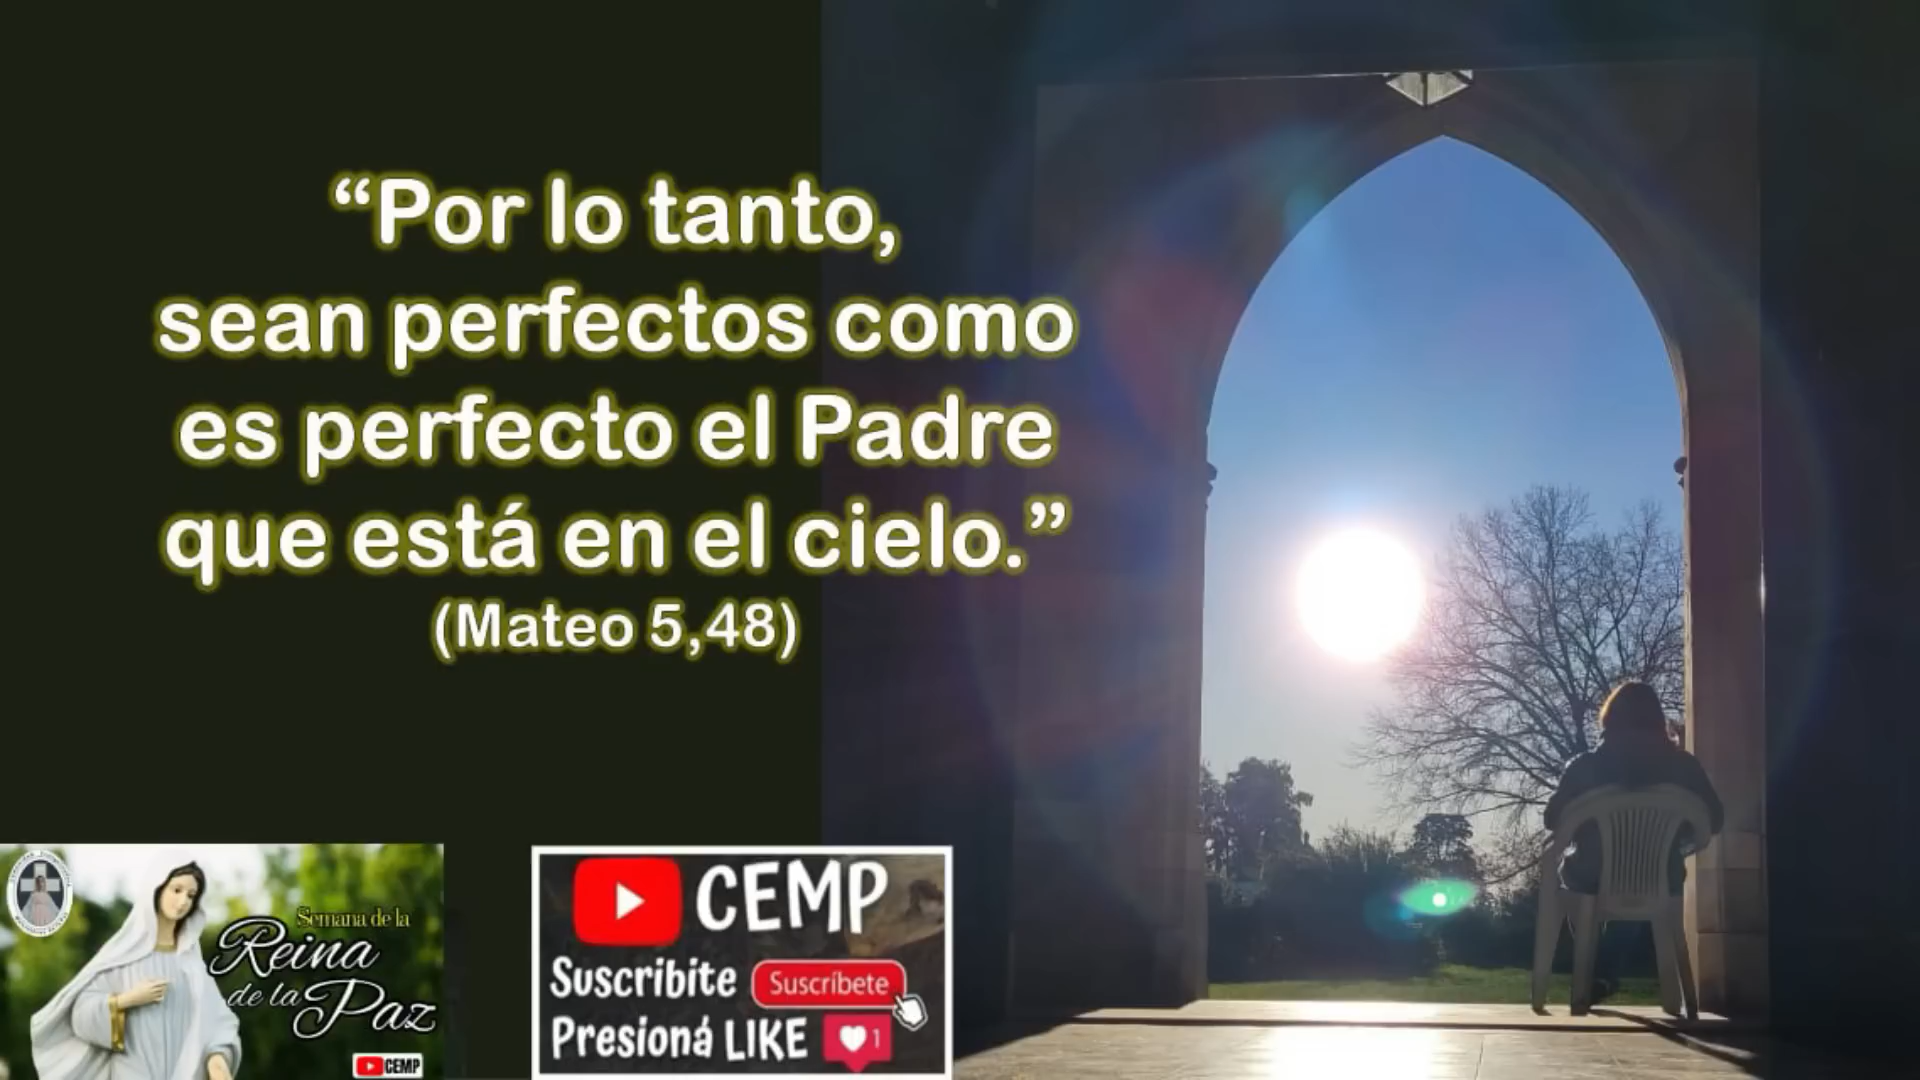 “Por lo tanto,
sean perfectos como
es perfecto el Padre
que está en el cielo.”
(Mateo 5,48)
Semana de la
Reina
de la Paz
CEMP
CEMP
Suscribite Suscríbete
Presioná LIKE 1